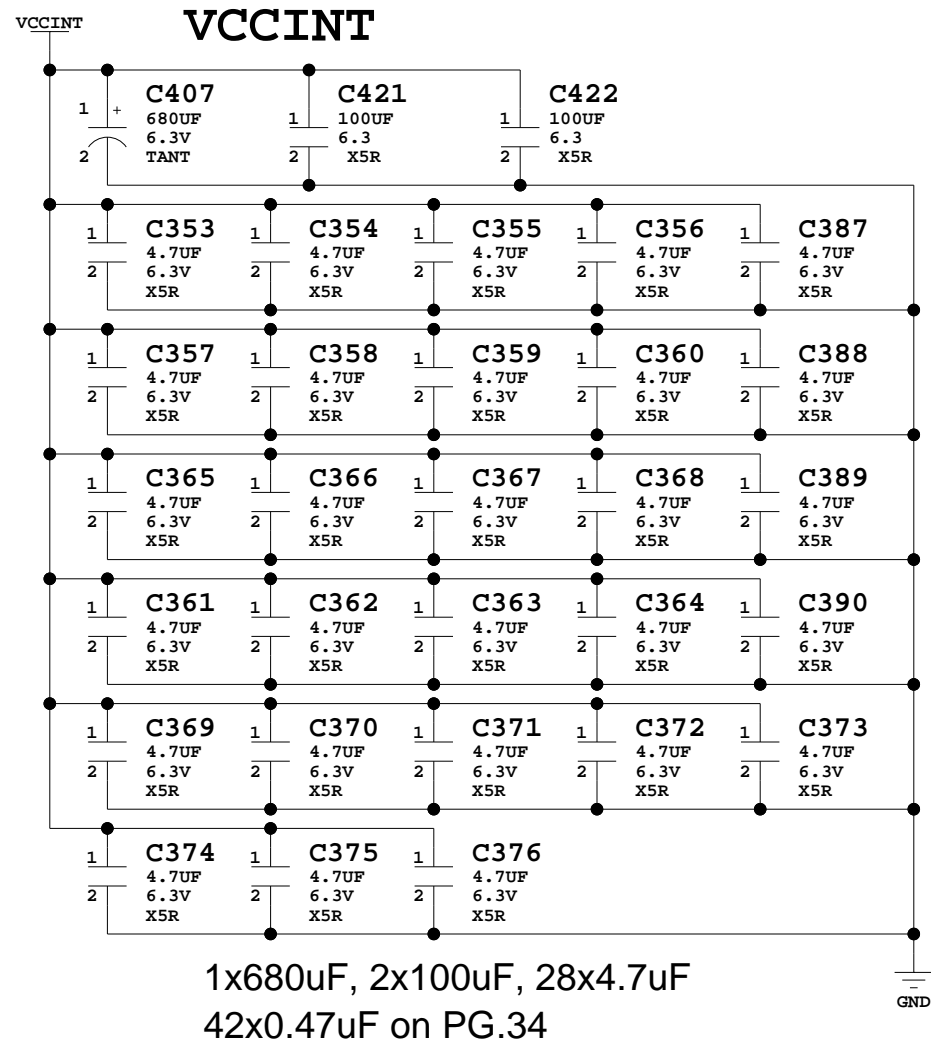 VCCINT
VCCINT
C407 C421 C422
1 + 680UF 1 100UF 1 100UF
6.3V 6.3 6.3
2 TANT 2 X5R 2 X5R
C353 C354 C355 C356 C387
1 4.7UF 1 4.7UF 1 4.7UF 1 4.7UF 1 4.7UF
2 6.3V 2 6.3V 2 6.3V 2 6.3V 2 6.3V
X5R X5R X5R X5R X5R
C357 C358 C359 C360 C388
1 4.7UF 1 4.7UF 1 4.7UF 1 4.7UF 1 4.7UF
2 6.3V 2 6.3V 2 6.3V 2 6.3V 2 6.3V
X5R X5R X5R X5R X5R
C365 C366 C367 C368 C389
1 4.7UF 1 4.7UF 1 4.7UF 1 4.7UF 1 4.7UF
2 6.3V 2 6.3V 2 6.3V 2 6.3V 2 6.3V
X5R X5R X5R X5R X5R
C361 C362 C363 C364 C390
1 4.7UF 1 4.7UF 1 4.7UF 1 4.7UF 1 4.7UF
2 6.3V 2 6.3V 2 6.3V 2 6.3V 2 6.3V
X5R X5R X5R X5R X5R
C369 C370 C371 C372 C373
1 4.7UF 1 4.7UF 1 4.7UF 1 4.7UF 1 4.7UF
2 6.3V 2 6.3V 2 6.3V 2 6.3V 2 6.3V
X5R X5R X5R X5R X5R
C374 C375 C376
1 4.7UF 1 4.7UF 1 4.7UF
2 6.3V 2 6.3V 2 6.3V
X5R X5R X5R
1x680uF, 2x100uF, 28x4.7uF
GND
42x0.47uF on PG.34